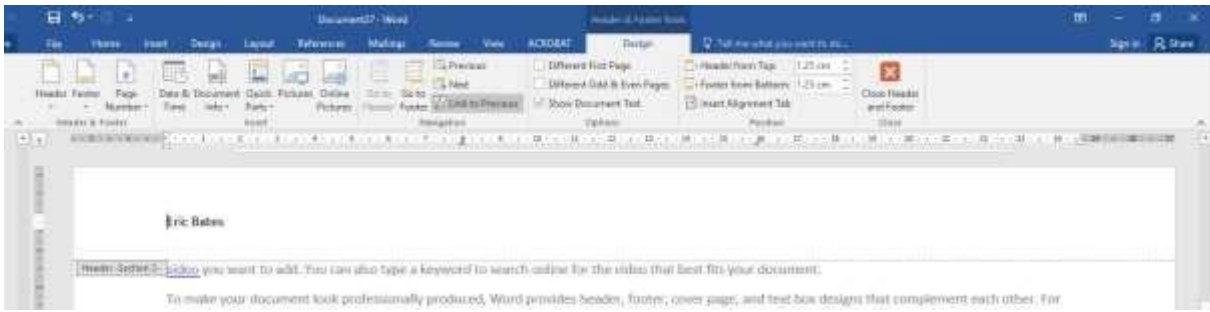 Document37 - Word
Header & Footer Tools
File Home Insert Design Layout References Mailings Review View ACROBAT Design Tell me what you want to do... Sign in Share
Previous Different First Page Header from Top: 1.25 cm
Header Footer Page Date & Document Quick Pictures Online Go to Go to Next Different Odd & Even Pages Footer from Bottom: 1.25 cm Close Header
Number Time Info Parts Pictures Header Footer Link to Previous Show Document Text Insert Alignment Tab and Footer
Header & Footer Insert Navigation Options Position Close
Eric Bates
video you want to add. You can also type a keyword to search online for the video that best fits your document.
Header -Section 2-
To make your document look professionally produced, Word provides header, footer, cover page, and text box designs that complement each other. For